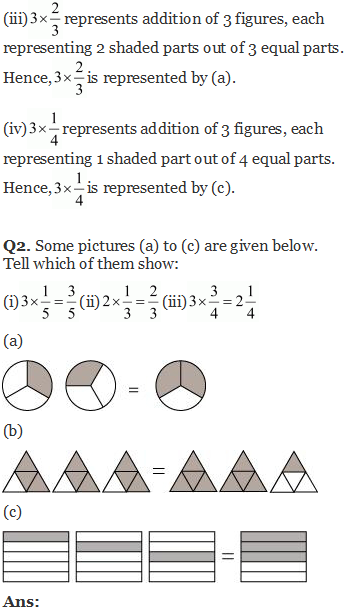 (iii) 3 × 2/3 represents addition of 3 figures, each
representing 2 shaded parts out of 3 equal parts.
Hence, 3 × 2/3 is represented by (a).
(iv) 3 × 1/4 represents addition of 3 figures, each
representing 1 shaded part out of 4 equal parts.
Hence, 3 × 1/4 is represented by (c).
Q2. Some pictures (a) to (c) are given below.
Tell which of them show:
(i) 3 × 1/5 = 3/5 (ii) 2 × 1/3 = 2/3 (iii) 3 × 3/4 = 2 1/4
(a)
=
(b)
=
(c)
=
Ans: